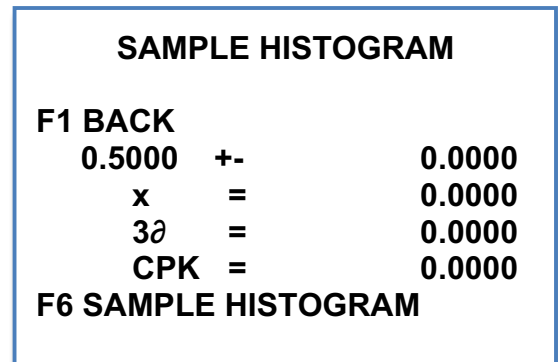 SAMPLE HISTOGRAM
F1 BACK
0.5000 +- 0.0000
x = 0.0000
3∂ = 0.0000
CPK = 0.0000
F6 SAMPLE HISTOGRAM